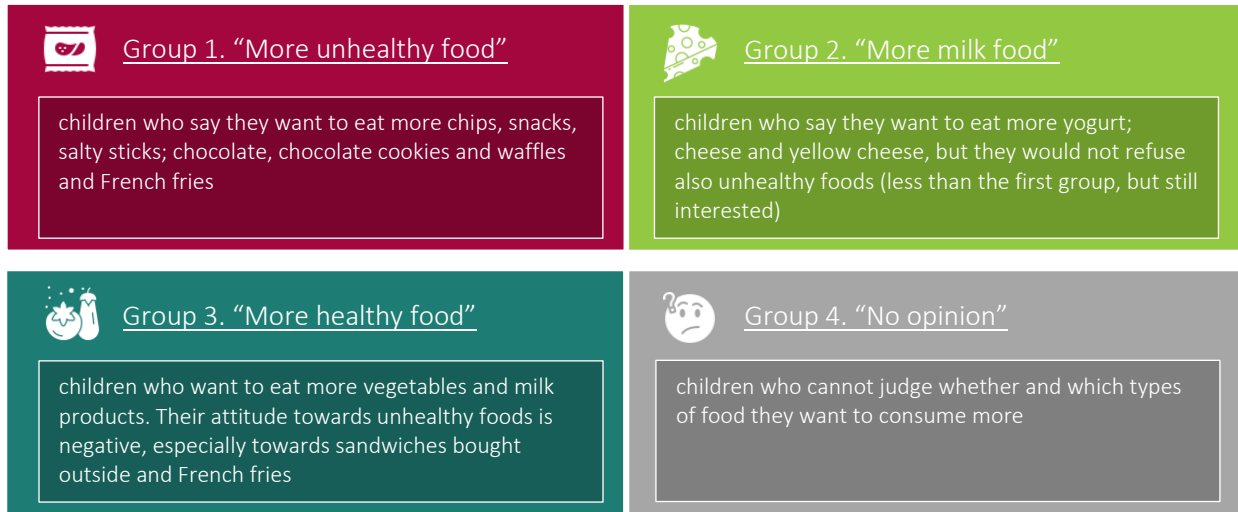 Group 1. “More unhealthy food”
children who say they want to eat more chips, snacks,
salty sticks; chocolate, chocolate cookies and waffles
and French fries
Group 2. “More milk food”
children who say they want to eat more yogurt;
cheese and yellow cheese, but they would not refuse
also unhealthy foods (less than the first group, but still
interested)
Group 3. “More healthy food”
children who want to eat more vegetables and milk
products. Their attitude towards unhealthy foods is
negative, especially towards sandwiches bought
outside and French fries
Group 4. “No opinion”
children who cannot judge whether and which types
of food they want to consume more